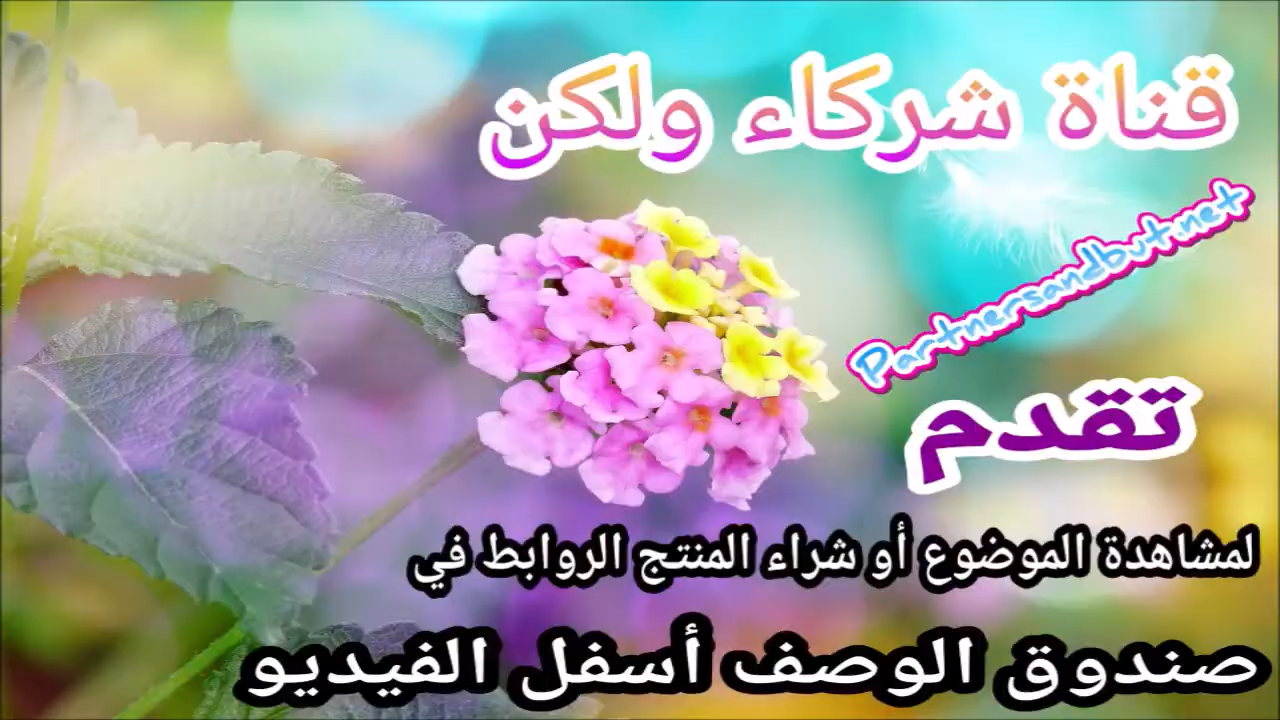 قناة شركاء ولكن
Partnersandbut.net
تقدم
لمشاهدة الموضوع أو شراء المنتج الروابط في
صندوق الوصف أسفل الفيديو